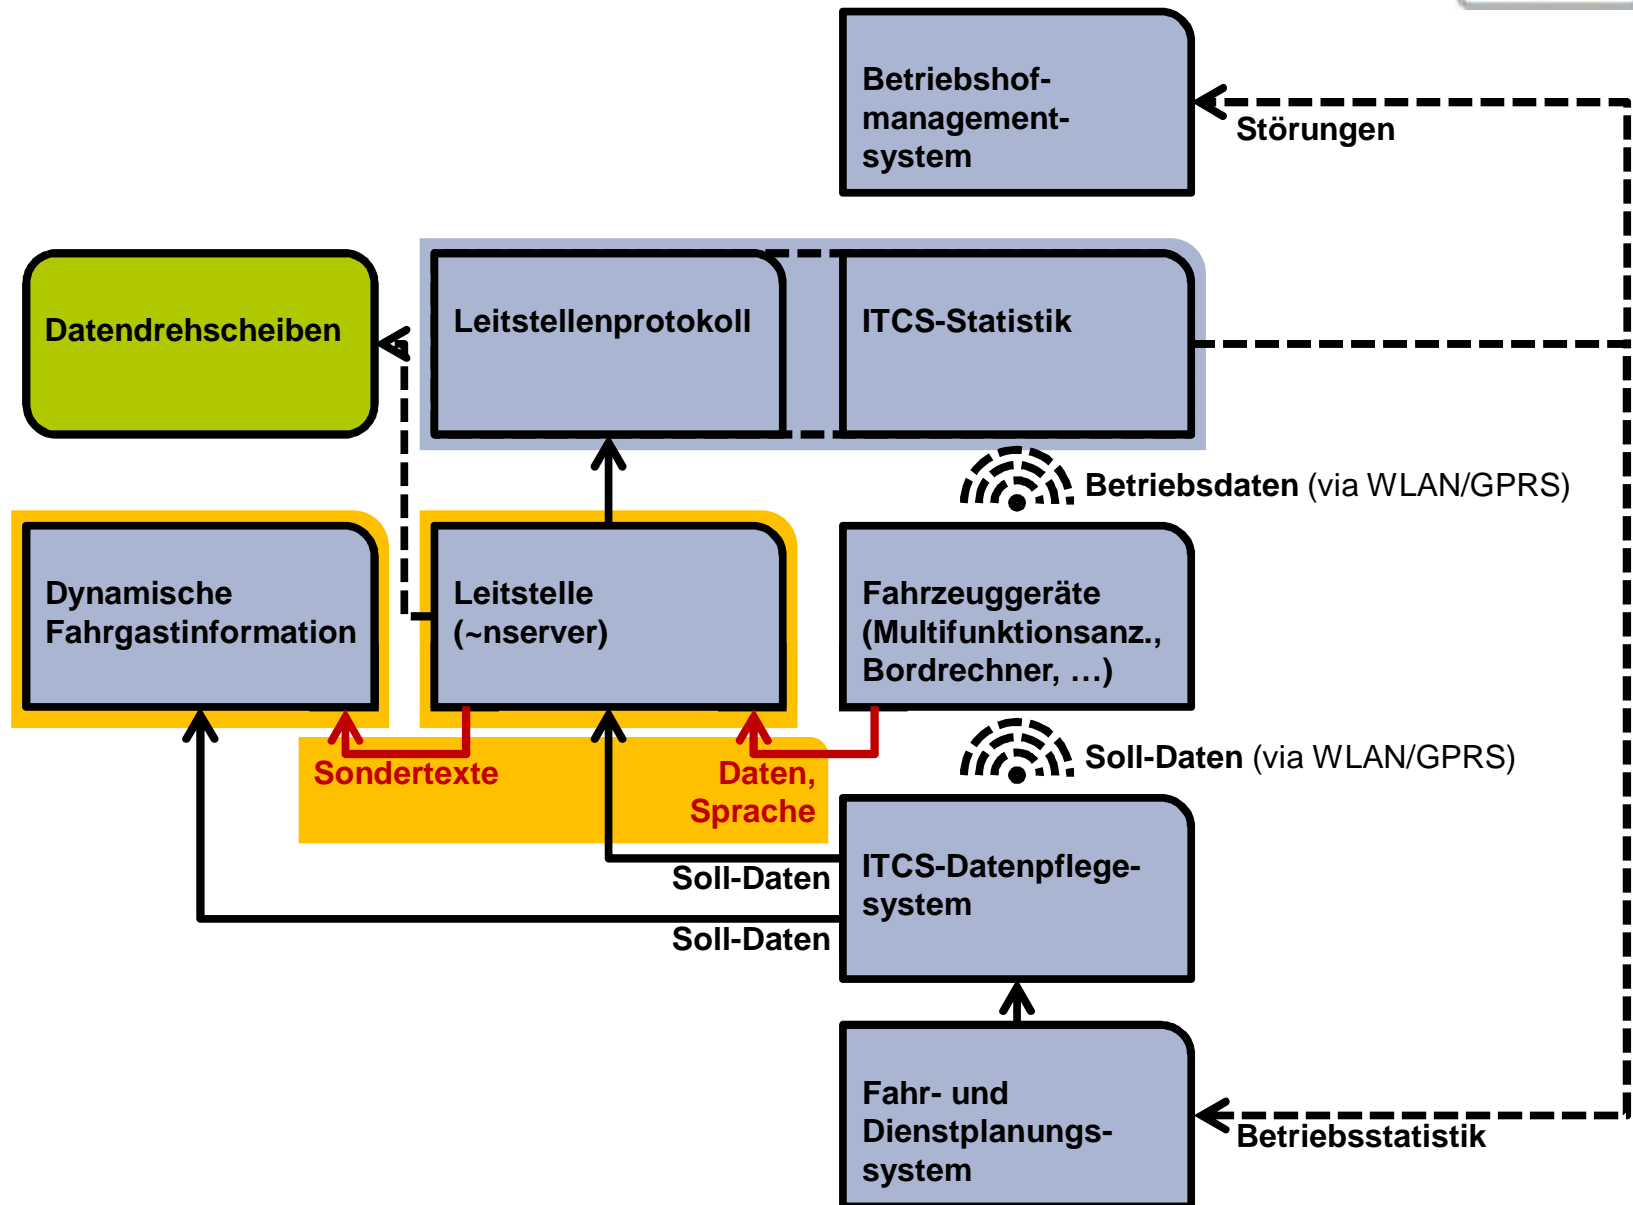 Betriebshof-
management-
system
Störungen
Datendrehscheiben
Leitstellenprotokoll
ITCS-Statistik
Betriebsdaten (via WLAN/GPRS)
Dynamische
Fahrgastinformation
Leitstelle
(~nserver)
Fahrzeuggeräte
(Multifunktionsanz.,
Bordrechner, …)
Sondertexte
Daten,
Sprache
Soll-Daten (via WLAN/GPRS)
Soll-Daten
Soll-Daten
ITCS-Datenpflege-
system
Fahr- und
Dienstplanungs-
system
Betriebsstatistik